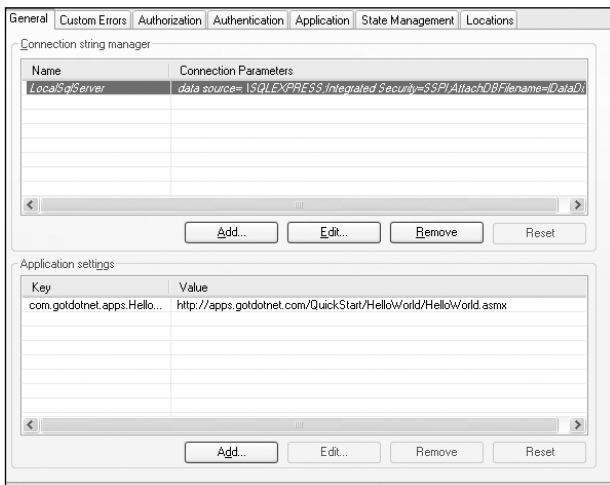 General Custom Errors Authorization Authentication Application State Management Locations
Connection string manager
Name Connection Parameters
LocalSqlServer data source=.\SQLEXPRESS;Integrated Security=SSPI;AttachDBFilename=|DataDi
Add... Edit... Remove Reset
Application settings
Key Value
com.gotdotnet.apps.Hello... http://apps.gotdotnet.com/QuickStart/HelloWorld/HelloWorld.asmx
Add... Edit... Remove Reset